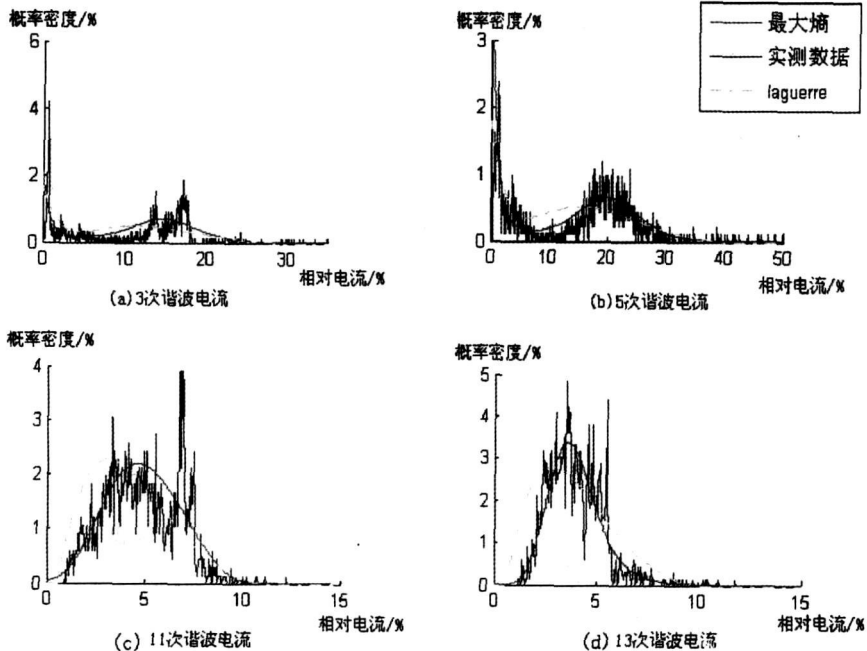 概率密度/%
6
4
2
0
0 10 20 30
相对电流/%
(a)3次谐波电流
概率密度/%
3
2
1
0
0 10 20 30 40 50
相对电流/%
(b)5次谐波电流
最大熵
实测数据
laguerre
概率密度/%
4
3
2
1
0
0 5 10 15
相对电流/%
(c) 11次谐波电流
概率密度/%
5
4
3
2
1
0
0 5 10 15
相对电流/%
(d) 13次谐波电流